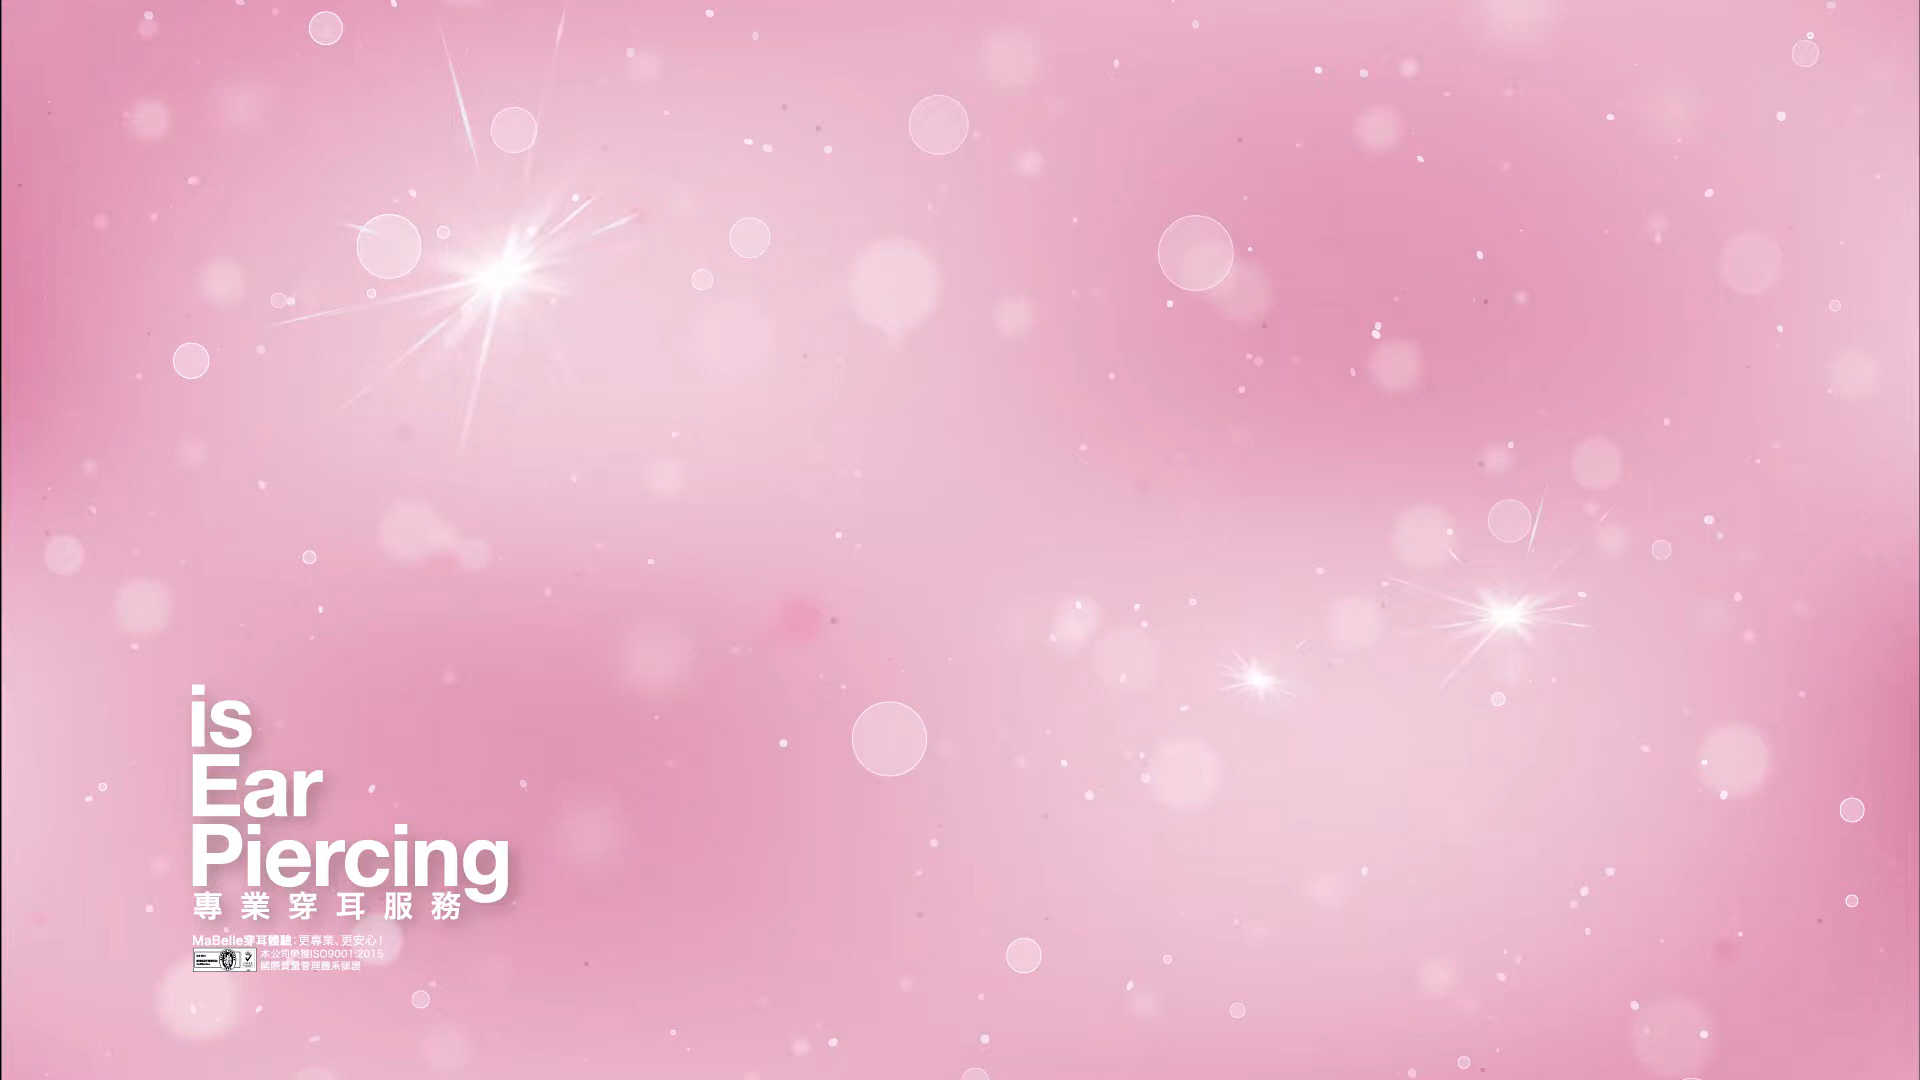 is
Ear
Piercing
專業穿耳服務
MaBelle穿耳體驗:更專業、更安心!
本公司榮獲ISO9001:2015
國際質量管理體系認證